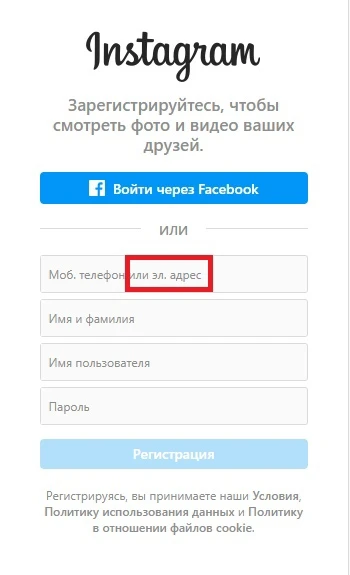 Instagram
Зарегистрируйтесь, чтобы
смотреть фото и видео ваших
друзей.
Войти через Facebook
ИЛИ
Моб. телефон или эл. адрес
Имя и фамилия
Имя пользователя
Пароль
Регистрация
Регистрируясь, вы принимаете наши Условия,
Политику использования данных и Политику
в отношении файлов cookie.